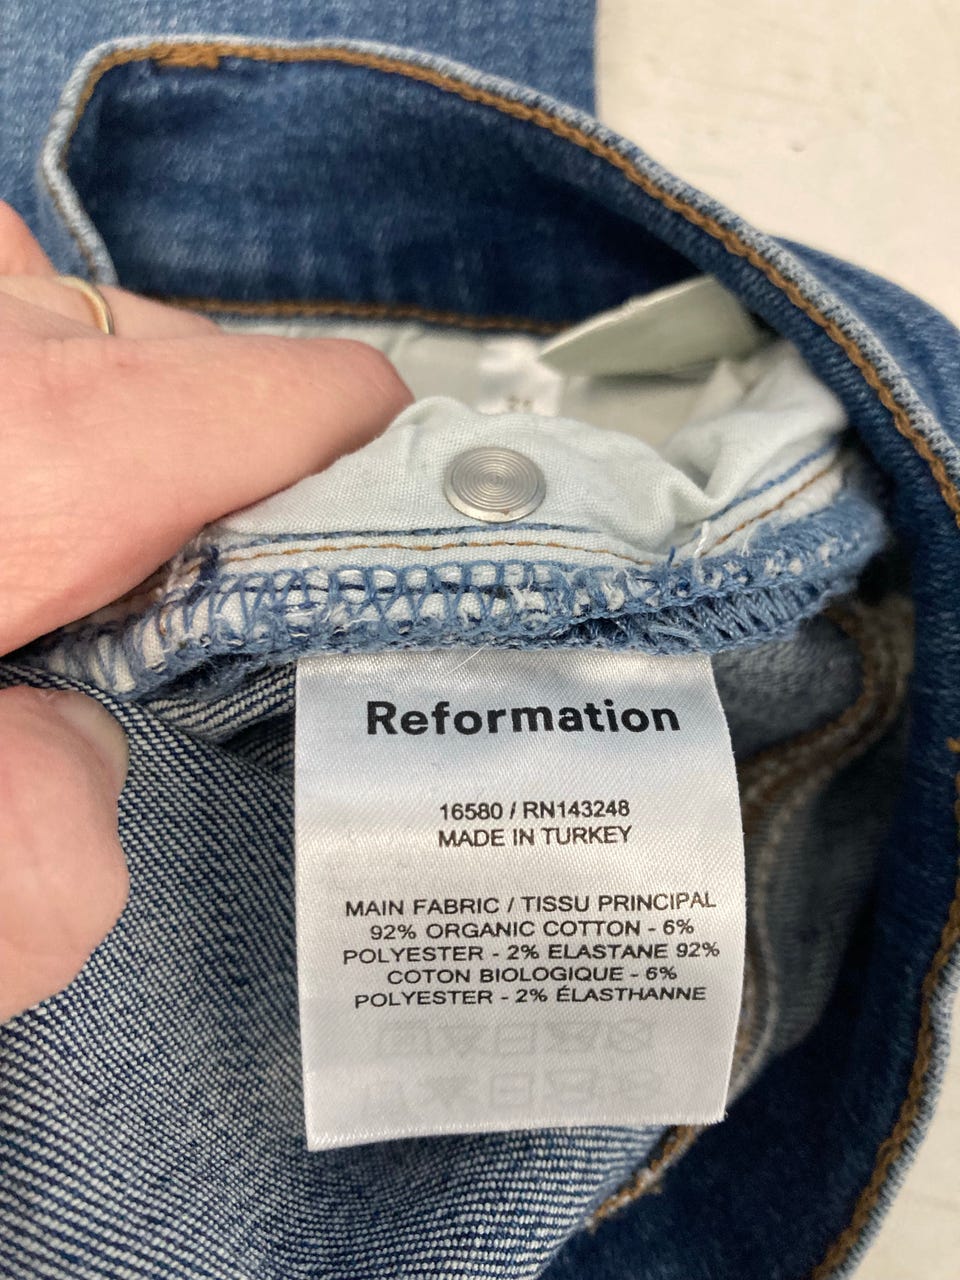 Reformation
16580 / RN143248
MADE IN TURKEY
MAIN FABRIC / TISSU PRINCIPAL
92% ORGANIC COTTON - 6%
POLYESTER - 2% ELASTANE 92%
COTON BIOLOGIQUE - 6%
POLYESTER - 2% ÉLASTHANNE